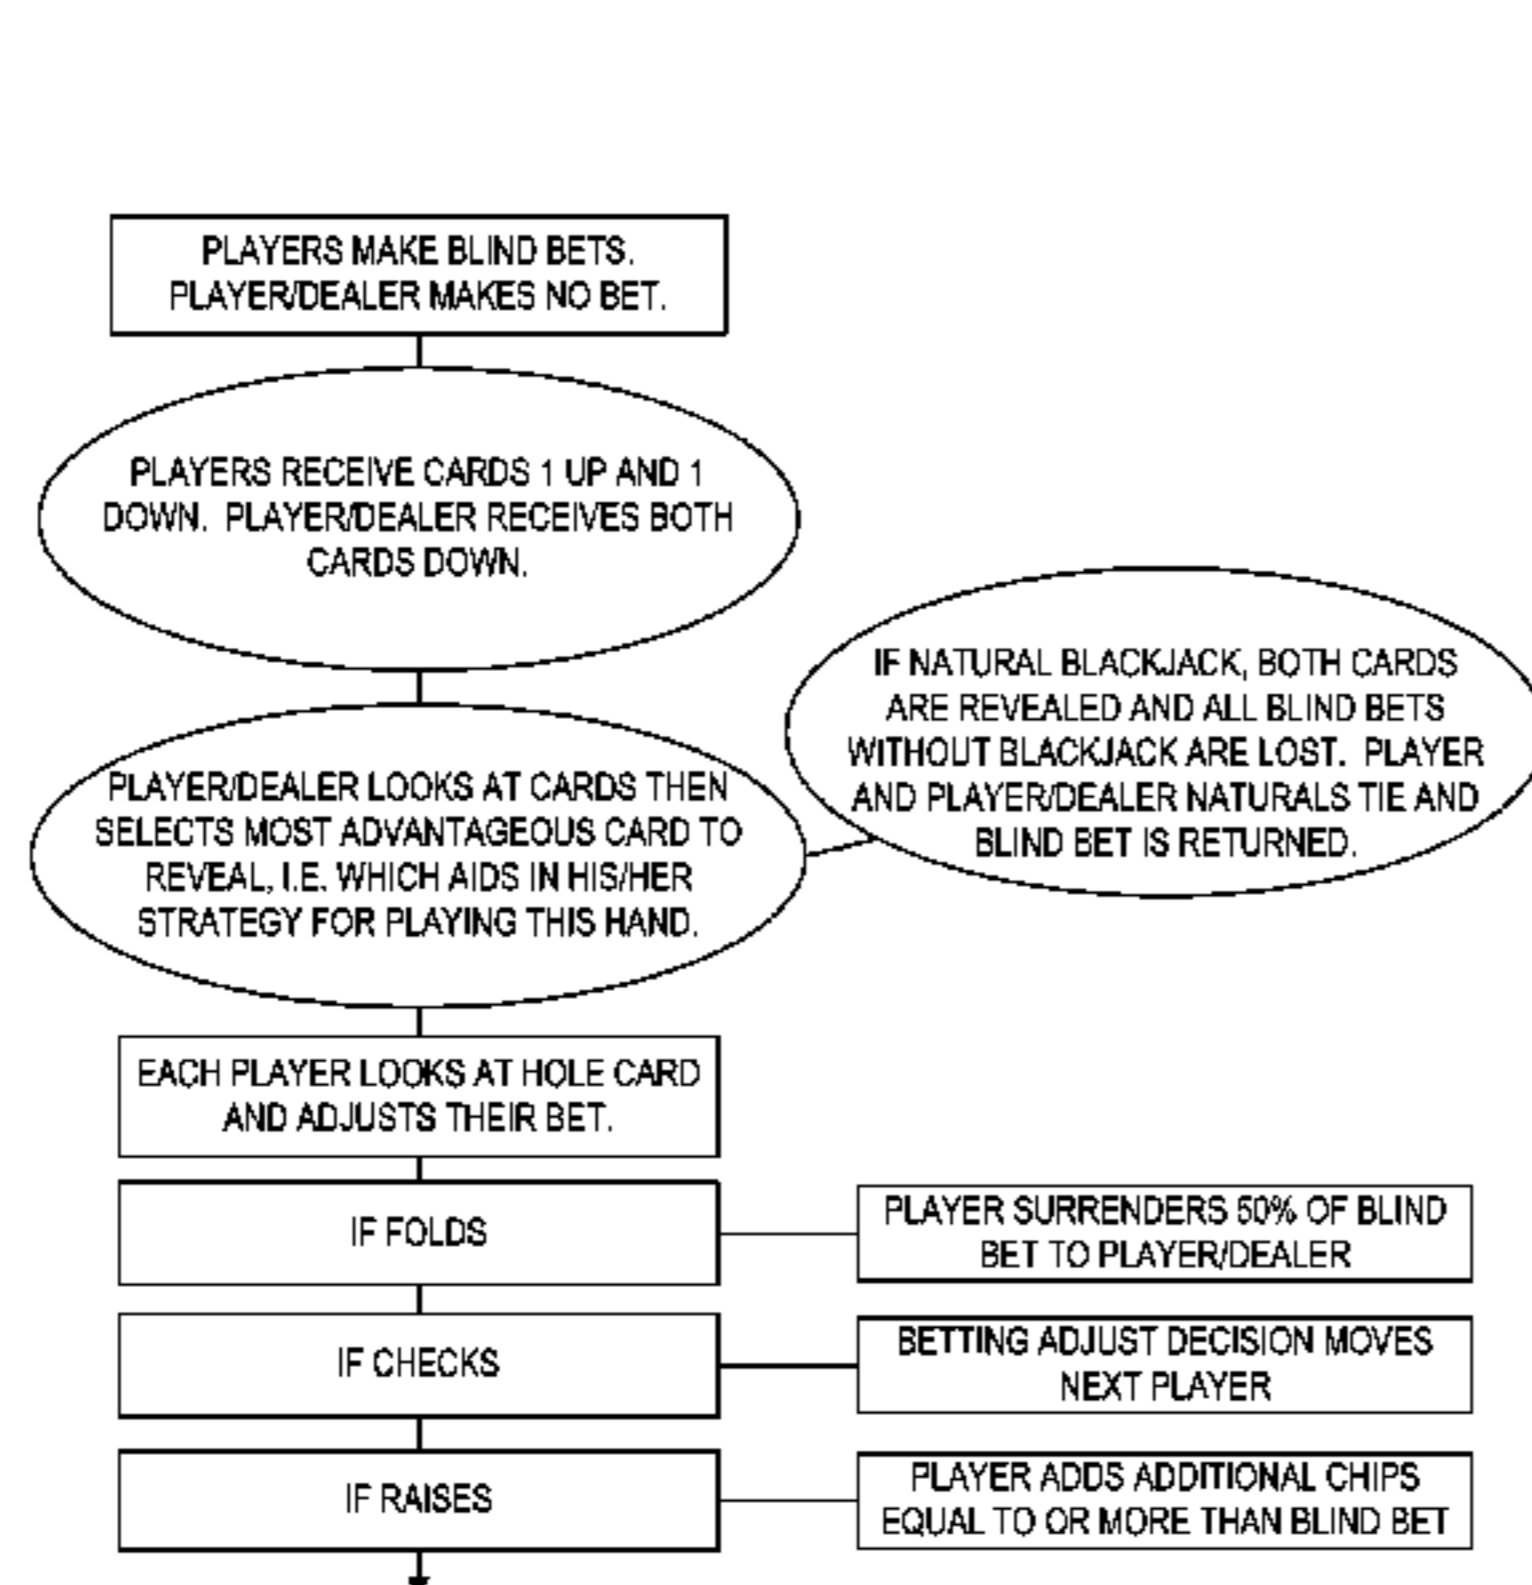 PLAYERS MAKE BLIND BETS.
PLAYER/DEALER MAKES NO BET.
PLAYERS RECEIVE CARDS 1 UP AND 1
DOWN. PLAYER/DEALER RECEIVES BOTH
CARDS DOWN.
IF NATURAL BLACKJACK, BOTH CARDS
ARE REVEALED AND ALL BLIND BETS
WITHOUT BLACKJACK ARE LOST. PLAYER
AND PLAYER/DEALER NATURALS TIE AND
BLIND BET IS RETURNED.
PLAYER/DEALER LOOKS AT CARDS THEN
SELECTS MOST ADVANTAGEOUS CARD TO
REVEAL, I.E. WHICH AIDS IN HIS/HER
STRATEGY FOR PLAYING THIS HAND.
EACH PLAYER LOOKS AT HOLE CARD
AND ADJUSTS THEIR BET.
IF FOLDS
PLAYER SURRENDERS 50% OF BLIND
BET TO PLAYER/DEALER
IF CHECKS
BETTING ADJUST DECISION MOVES
NEXT PLAYER
IF RAISES
PLAYER ADDS ADDITIONAL CHIPS
EQUAL TO OR MORE THAN BLIND BET